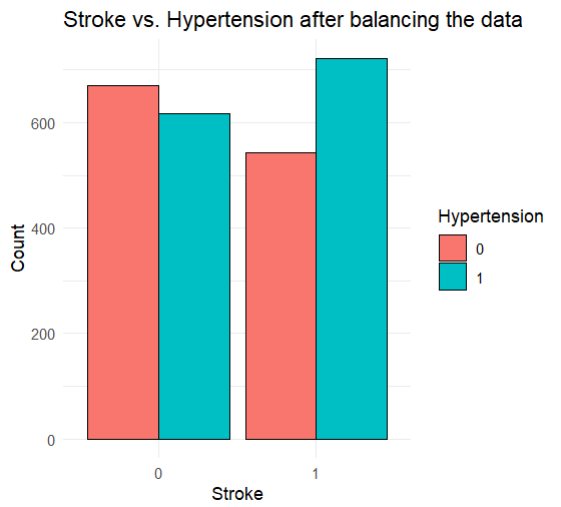 Stroke vs. Hypertension after balancing the data
Count
600
400
200
0
0
1
Stroke
Hypertension
0
1